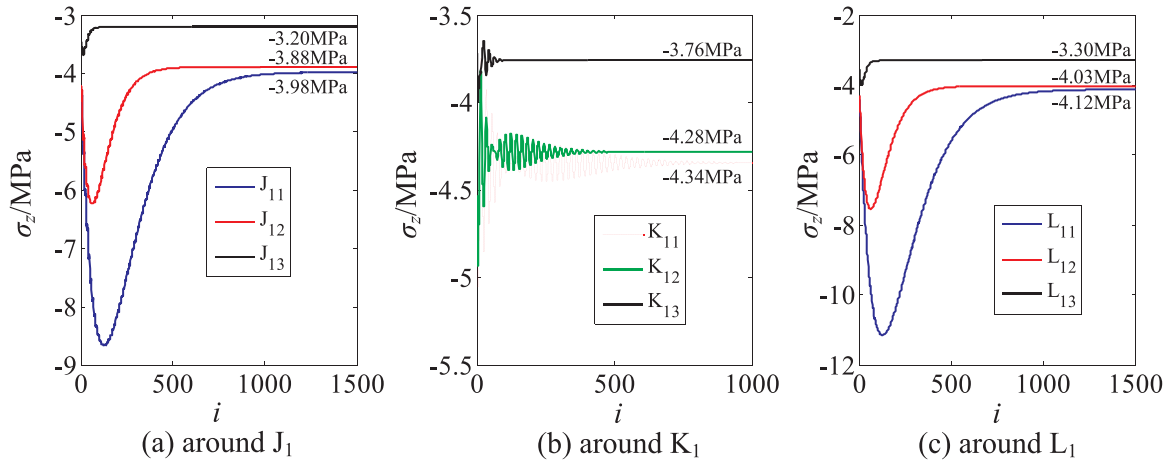 -3
-4
-5
-6
-7
-8
-9
σz/MPa
-3.20MPa
-3.88MPa
-3.98MPa
J11
J12
J13
0 500 1000 1500
i
(a) around J1
-3.5
-4
-4.5
-5
-5.5
σz/MPa
-3.76MPa
-4.28MPa
-4.34MPa
K11
K12
K13
0 500 1000
i
(b) around K1
-2
-4
-6
-8
-10
-12
σz/MPa
-3.30MPa
-4.03MPa
-4.12MPa
L11
L12
L13
0 500 1000 1500
i
(c) around L1